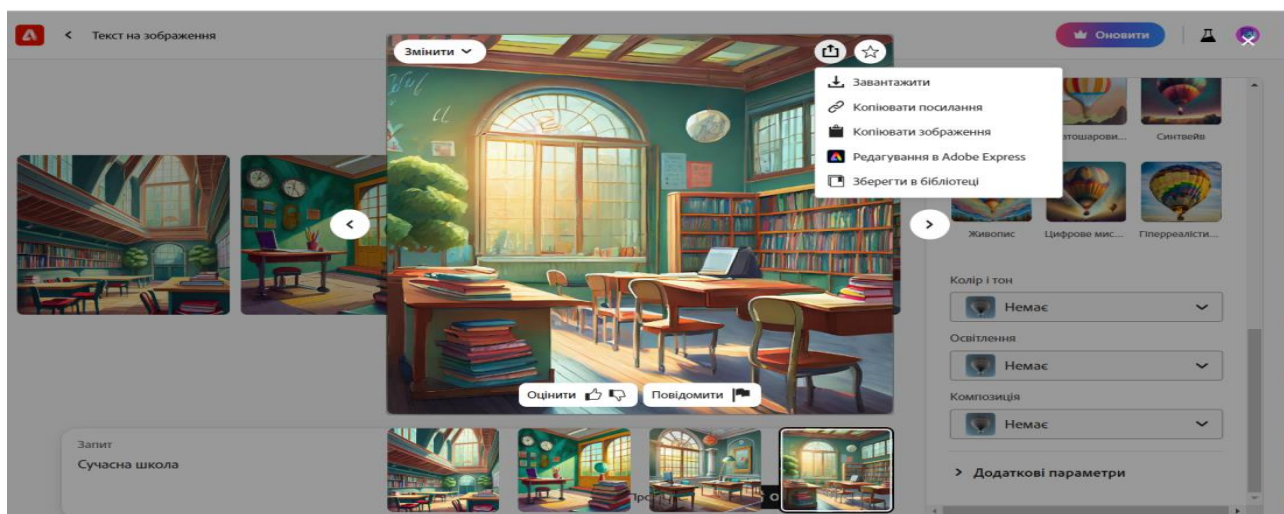 Текст на зображення
Змінити
Оновити
Завантажити
Копіювати посилання
Копіювати зображення
Редагування в Adobe Express
Зберегти в бібліотеці
Синтвейв
Живопис
Цифрове мис...
Гіперреалісти...
Колір і тон
Немає
Освітлення
Немає
Композиція
Немає
Додаткові параметри
Оцінити
Повідомити
Запит
Сучасна школа